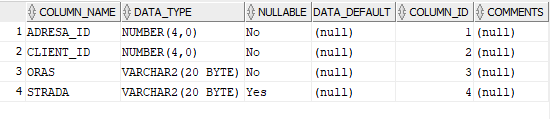 COLUMN_NAME DATA_TYPE NULLABLE DATA_DEFAULT COLUMN_ID COMMENTS
1 ADRESA_ID NUMBER(4,0) No (null) 1 (null)
2 CLIENT_ID NUMBER(4,0) No (null) 2 (null)
3 ORAS VARCHAR2(20 BYTE) No (null) 3 (null)
4 STRADA VARCHAR2(20 BYTE) Yes (null) 4 (null)